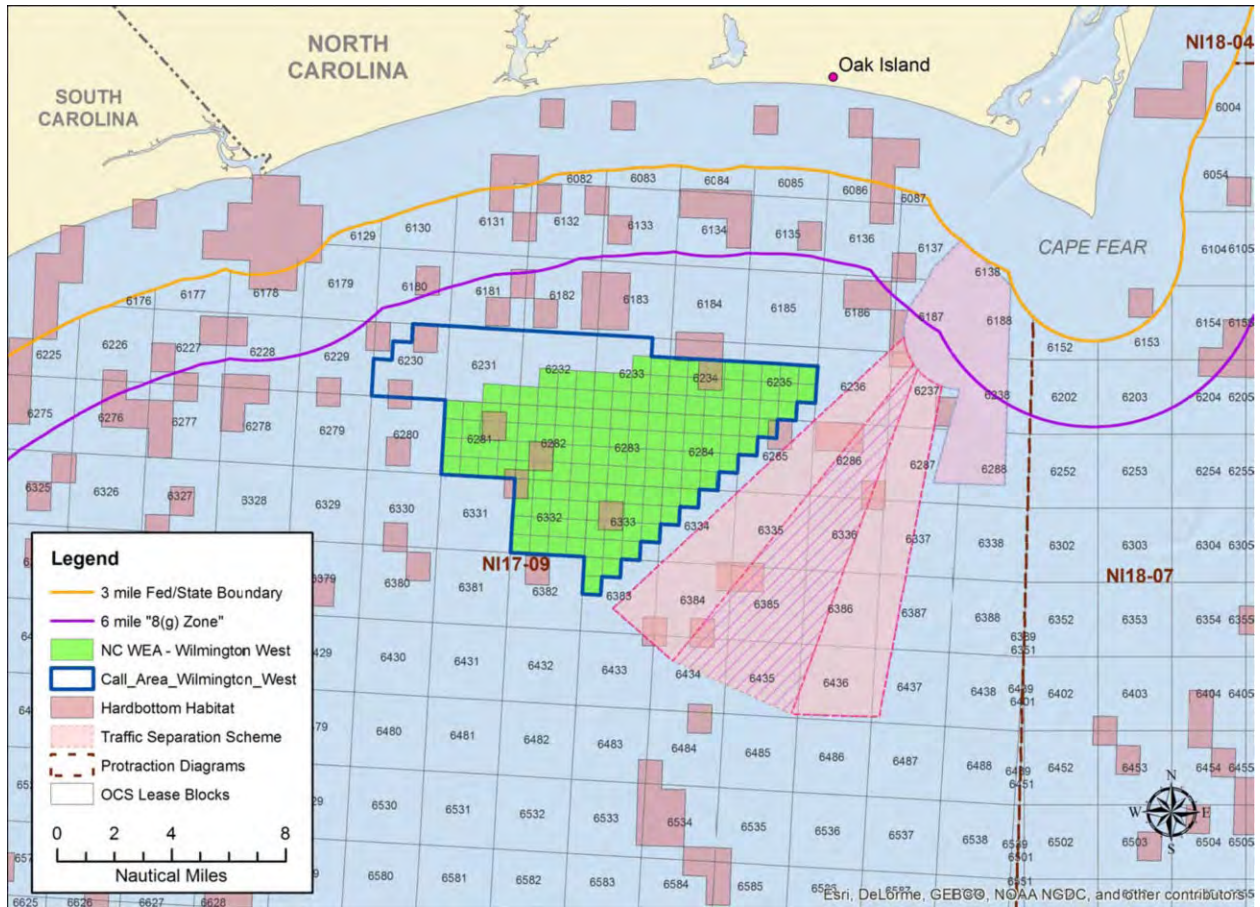 NORTH
CAROLINA
SOUTH
CAROLINA
Oak Island
CAPE FEAR
NI18-04
6004
6054
6082 6083 6084 6085 6086 6087
6104 6105
6129 6130 6131 6132 6133 6134 6135 6136 6137 6138
6154
6176 6177 6178 6179 6180 6181 6182 6183 6184 6185 6186 6187 6188
6152 6153
6225 6226 6227 6228 6229 6230 6231 6232 6233 6234 6235 6236 6237 6238
6202 6203 6204 6205
6275 6276 6277 6278 6279 6280 6281 6282 6283 6284 6285 6286 6287 6288
6252 6253 6254 6255
6325 6326 6327 6328 6329 6330 6331 6332 6333 6334 6335 6336 6337 6338
6302 6303 6304 6305
NI17-09
NI18-07
6380 6381 6382 6383 6384 6385 6386 6387 6388
6352 6353 6354 6355
6430 6431 6432 6433 6434 6435 6436 6437 6438
6402 6403 6404 6405
6480 6481 6482 6483 6484 6485 6486 6487 6488
6452 6453 6454 6455
6530 6531 6532 6533 6534 6535 6536 6537 6538
6502 6503 6504 6505
6580 6581 6582 6583 6584 6585
6625 6626 6627 6628
Legend
3 mile Fed/State Boundary
6 mile "8(g) Zone"
NC WEA - Wilmington West
Call_Area_Wilmington_West
Hardbottom Habitat
Traffic Separation Scheme
Protraction Diagrams
OCS Lease Blocks
0 2 4 8
Nautical Miles
N
W E
S
Esri, DeLorme, GEBCO, NOAA NGDC, and other contributors